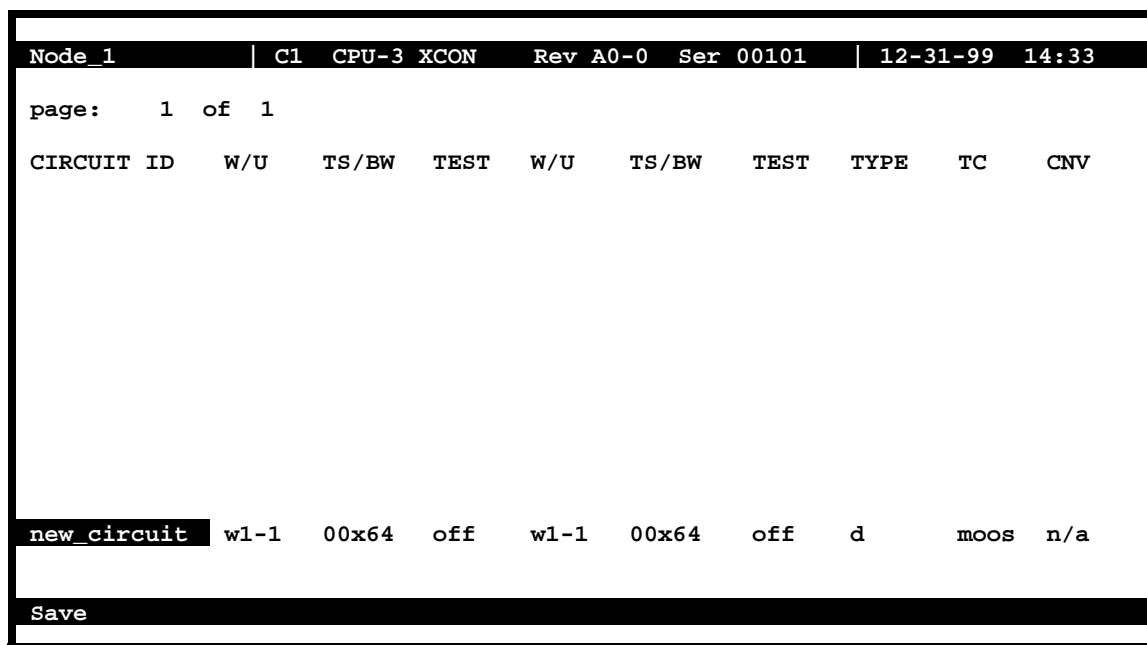 Node_1 | C1 CPU-3 XCON Rev A0-0 Ser 00101 | 12-31-99 14:33
page: 1 of 1
CIRCUIT ID W/U TS/BW TEST W/U TS/BW TEST TYPE TC CNV
new_circuit w1-1 00x64 off w1-1 00x64 off d moos n/a
Save